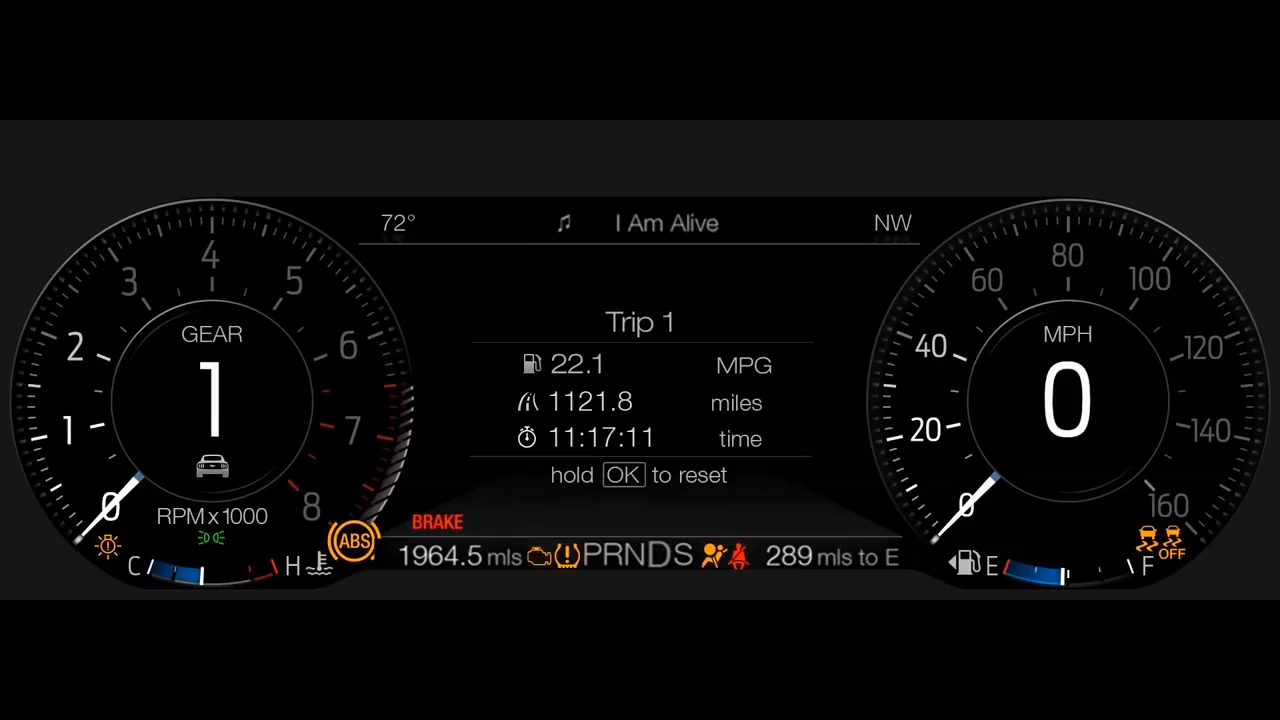 72° I Am Alive NW
4
3 5
2 6
1 7
0 8
GEAR
1
RPM x 1000
C H
ABS
Trip 1
22.1 MPG
1121.8 miles
11:17:11 time
hold OK to reset
BRAKE
1964.5 mls PRNDS 289 mls to E
80
60 100
40 120
20 140
0 160
MPH
0
E F
OFF